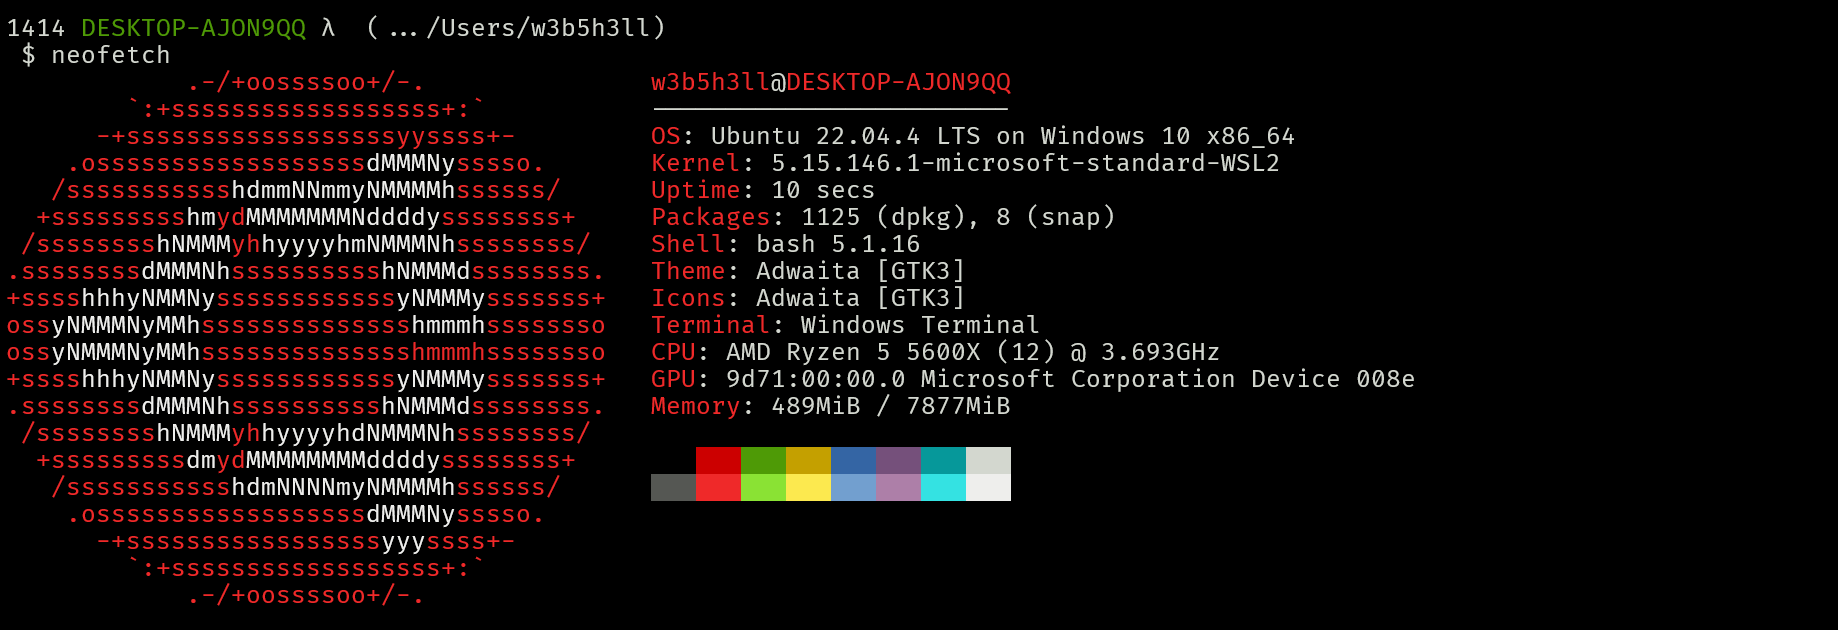 1414 DESKTOP-AJON9QQ λ  (.../Users/w3b5h3ll)
 $ neofetch
            .-/+oossssoo+/-.               w3b5h3ll@DESKTOP-AJON9QQ
        `:+ssssssssssssssssss+:`           ------------------------
      -+ssssssssssssssssssyyssss+-         OS: Ubuntu 22.04.4 LTS on Windows 10 x86_64
    .ossssssssssssssssssdMMMNysssso.       Kernel: 5.15.146.1-microsoft-standard-WSL2
   /ssssssssssshdmmNNmmyNMMMMhssssss/      Uptime: 10 secs
  +ssssssssshmydMMMMMMMNddddyssssssss+     Packages: 1125 (dpkg), 8 (snap)
 /sssssssshNMMMyhhyyyyhmNMMMNhssssssss/    Shell: bash 5.1.16
.ssssssssdMMMNhsssssssssshNMMMdssssssss.   Theme: Adwaita [GTK3]
+sssshhhyNMMNyssssssssssssyNMMMysssssss+   Icons: Adwaita [GTK3]
ossyNMMMNyMMhsssssssssssssshmmmhssssssso   Terminal: Windows Terminal
ossyNMMMNyMMhsssssssssssssshmmmhssssssso   CPU: AMD Ryzen 5 5600X (12) @ 3.693GHz
+sssshhhyNMMNyssssssssssssyNMMMysssssss+   GPU: 9d71:00:00.0 Microsoft Corporation Device 008e
.ssssssssdMMMNhsssssssssshNMMMdssssssss.   Memory: 489MiB / 7877MiB
 /sssssssshNMMMyhhyyyyhdNMMMNhssssssss/
  +sssssssssdmydMMMMMMMMddddyssssssss+
   /ssssssssssshdmNNNNmyNMMMMhssssss/
    .ossssssssssssssssssdMMMNysssso.
      -+sssssssssssssssssyyyssss+-
        `:+ssssssssssssssssss+:`
            .-/+oossssoo+/-.